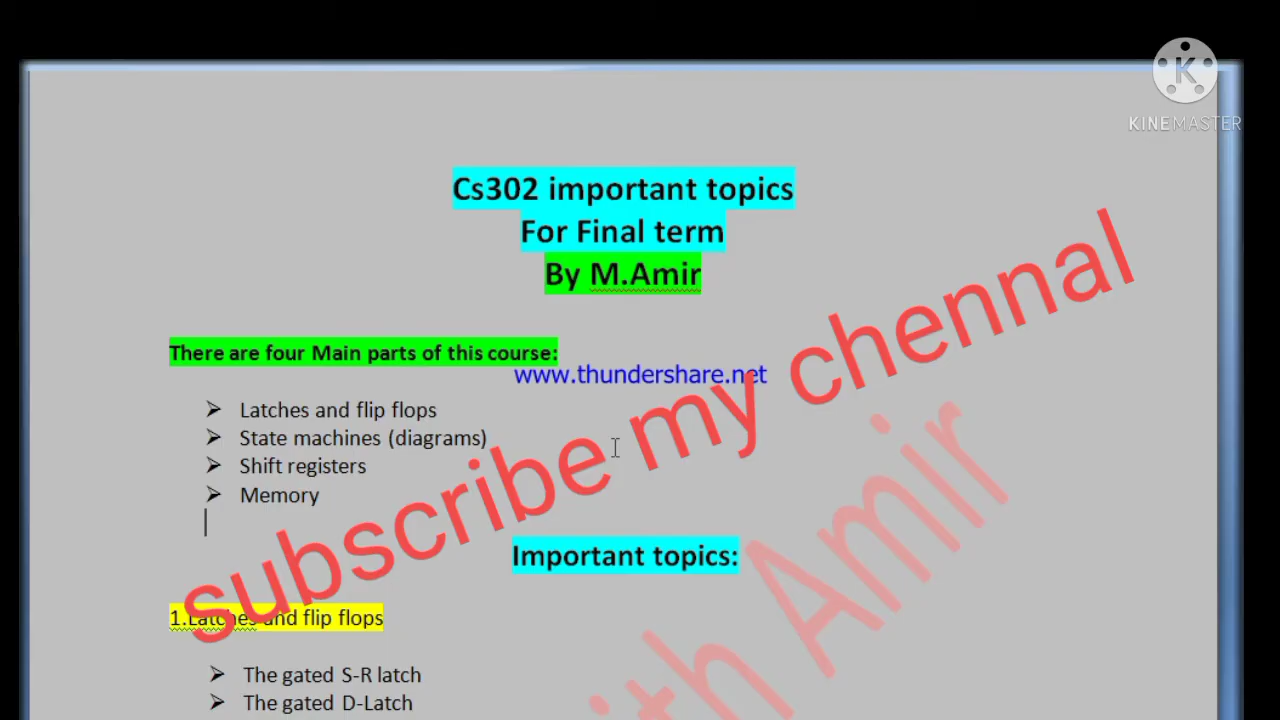 K
KINEMASTER
Cs302 important topics
For Final term
By M.Amir
There are four Main parts of this course:
www.thundershare.net
Latches and flip flops
State machines (diagrams)
Shift registers
Memory
subscribe my chennal
Important topics:
1.Latches and flip flops
The gated S-R latch
The gated D-Latch
ith Amir